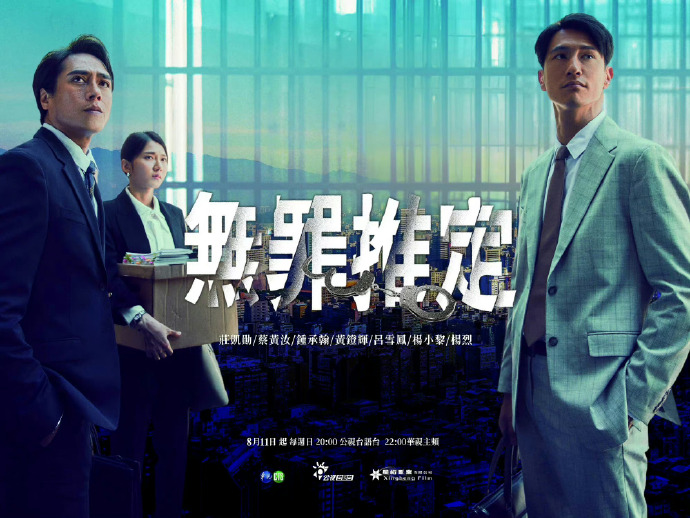 無罪推定
莊凱勛/蔡黃汝/鍾承翰/黃鐙輝/呂雪鳳/楊小黎/楊烈
8月11日 起 每週日 20:00 公視台語台 22:00華視主頻